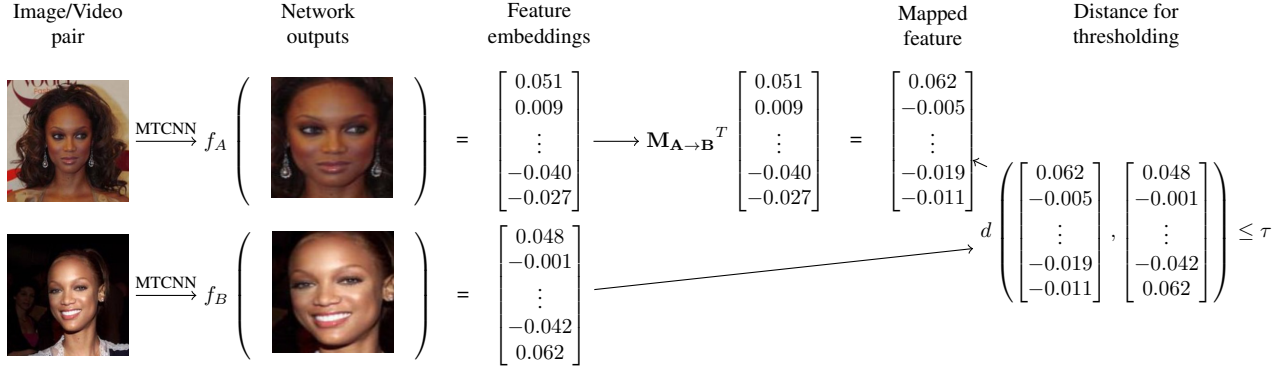 Image/Video pair
Network outputs
Feature embeddings
Mapped feature
Distance for thresholding
MTCNN f_A ( ) = [0.051 0.009 ⋮ −0.040 −0.027] → M_{A→B}^T [0.051 0.009 ⋮ −0.040 −0.027] = [0.062 −0.005 ⋮ −0.019 −0.011]
MTCNN f_B ( ) = [0.048 −0.001 ⋮ −0.042 0.062]
d ( [0.062 −0.005 ⋮ −0.019 −0.011] , [0.048 −0.001 ⋮ −0.042 0.062] ) ≤ τ